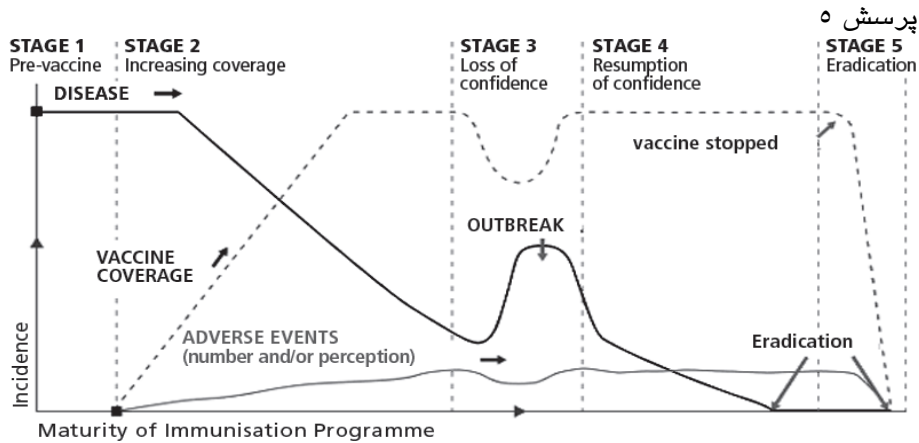 پرسش ۵
STAGE 1
Pre-vaccine
STAGE 2
Increasing coverage
STAGE 3
Loss of
confidence
STAGE 4
Resumption
of confidence
STAGE 5
Eradication
DISEASE
vaccine stopped
OUTBREAK
VACCINE
COVERAGE
ADVERSE EVENTS
(number and/or perception)
Eradication
Incidence
Maturity of Immunisation Programme